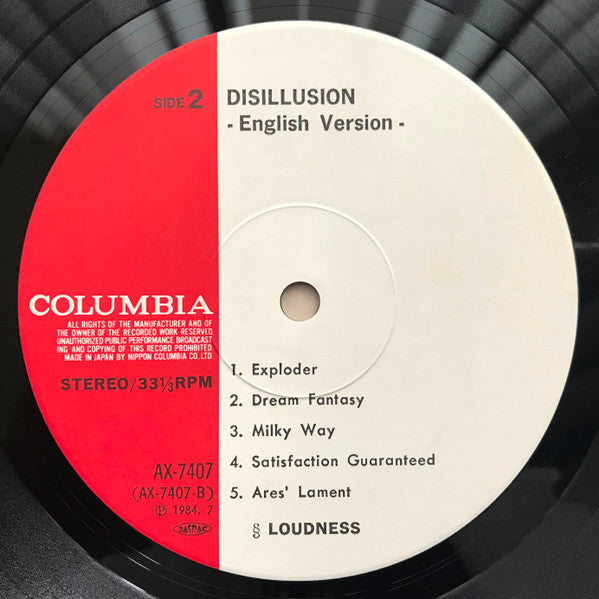 SIDE 2
DISILLUSION
- English Version -
COLUMBIA
ALL RIGHTS OF THE MANUFACTURER AND OF
THE OWNER OF THE RECORDED WORK RESERVED
UNAUTHORIZED PUBLIC PERFORMANCE BROADCAST
ING AND COPYING OF THIS RECORD PROHIBITED
MADE IN JAPAN BY NIPPON COLUMBIA CO. LTD.
STEREO/33⅓RPM
1. Exploder
2. Dream Fantasy
3. Milky Way
4. Satisfaction Guaranteed
5. Ares' Lament
AX-7407
(AX-7407-B)
Ⓟ 1984. 7
JASRAC
§ LOUDNESS